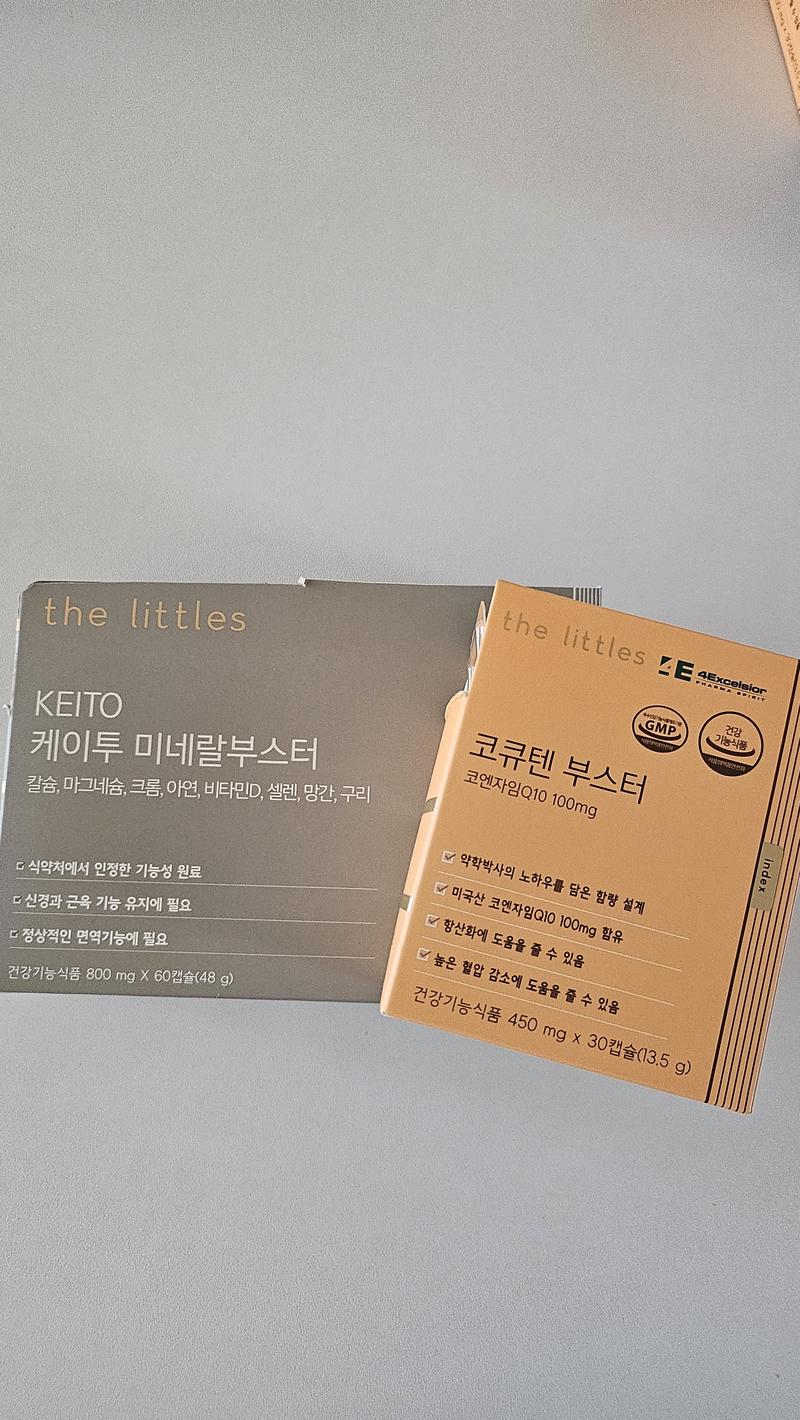 the littles
KEITO
케이투 미네랄부스터
칼슘, 마그네슘, 크롬, 아연, 비타민D, 셀렌, 망간, 구리
식약처에서 인정한 기능성 원료
신경과 근육 기능 유지에 필요
정상적인 면역기능에 필요
건강기능식품 800 mg X 60캡슐(48 g)
the littles
4E 4Excelsior
PHARMA SPIRIT
GMP
건강
기능식품
식품의약품안전처
코큐텐 부스터
코엔자임Q10 100mg
index
약학박사의 노하우를 담은 함량 설계
미국산 코엔자임Q10 100mg 함유
항산화에 도움을 줄 수 있음
높은 혈압 감소에 도움을 줄 수 있음
건강기능식품 450 mg x 30캡슐(13.5 g)